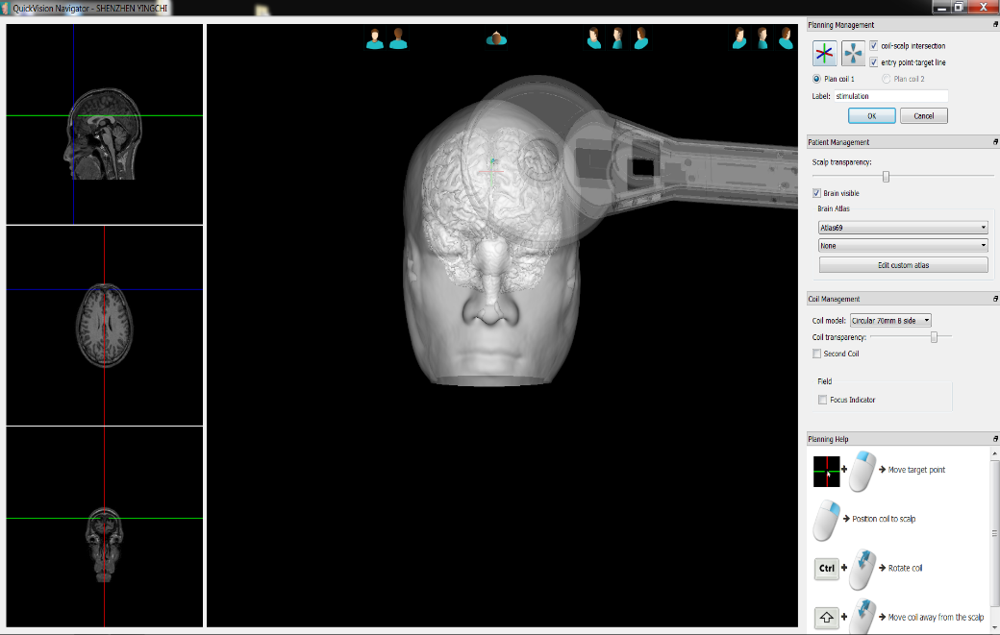 QuickVision Navigator - SHENZHEN YINGCHI
Planning Management
coil-scalp intersection
entry point-target line
Plan coil 1 Plan coil 2
Label: stimulation
OK Cancel
Patient Management
Scalp transparency:
Brain visible
Brain Atlas
Atlas69
None
Edit custom atlas
Coil Management
Coil model: Circular 70mm B side
Coil transparency:
Second Coil
Field
Focus Indicator
Planning Help
Move target point
Position coil to scalp
Ctrl Rotate coil
Move coil away from the scalp